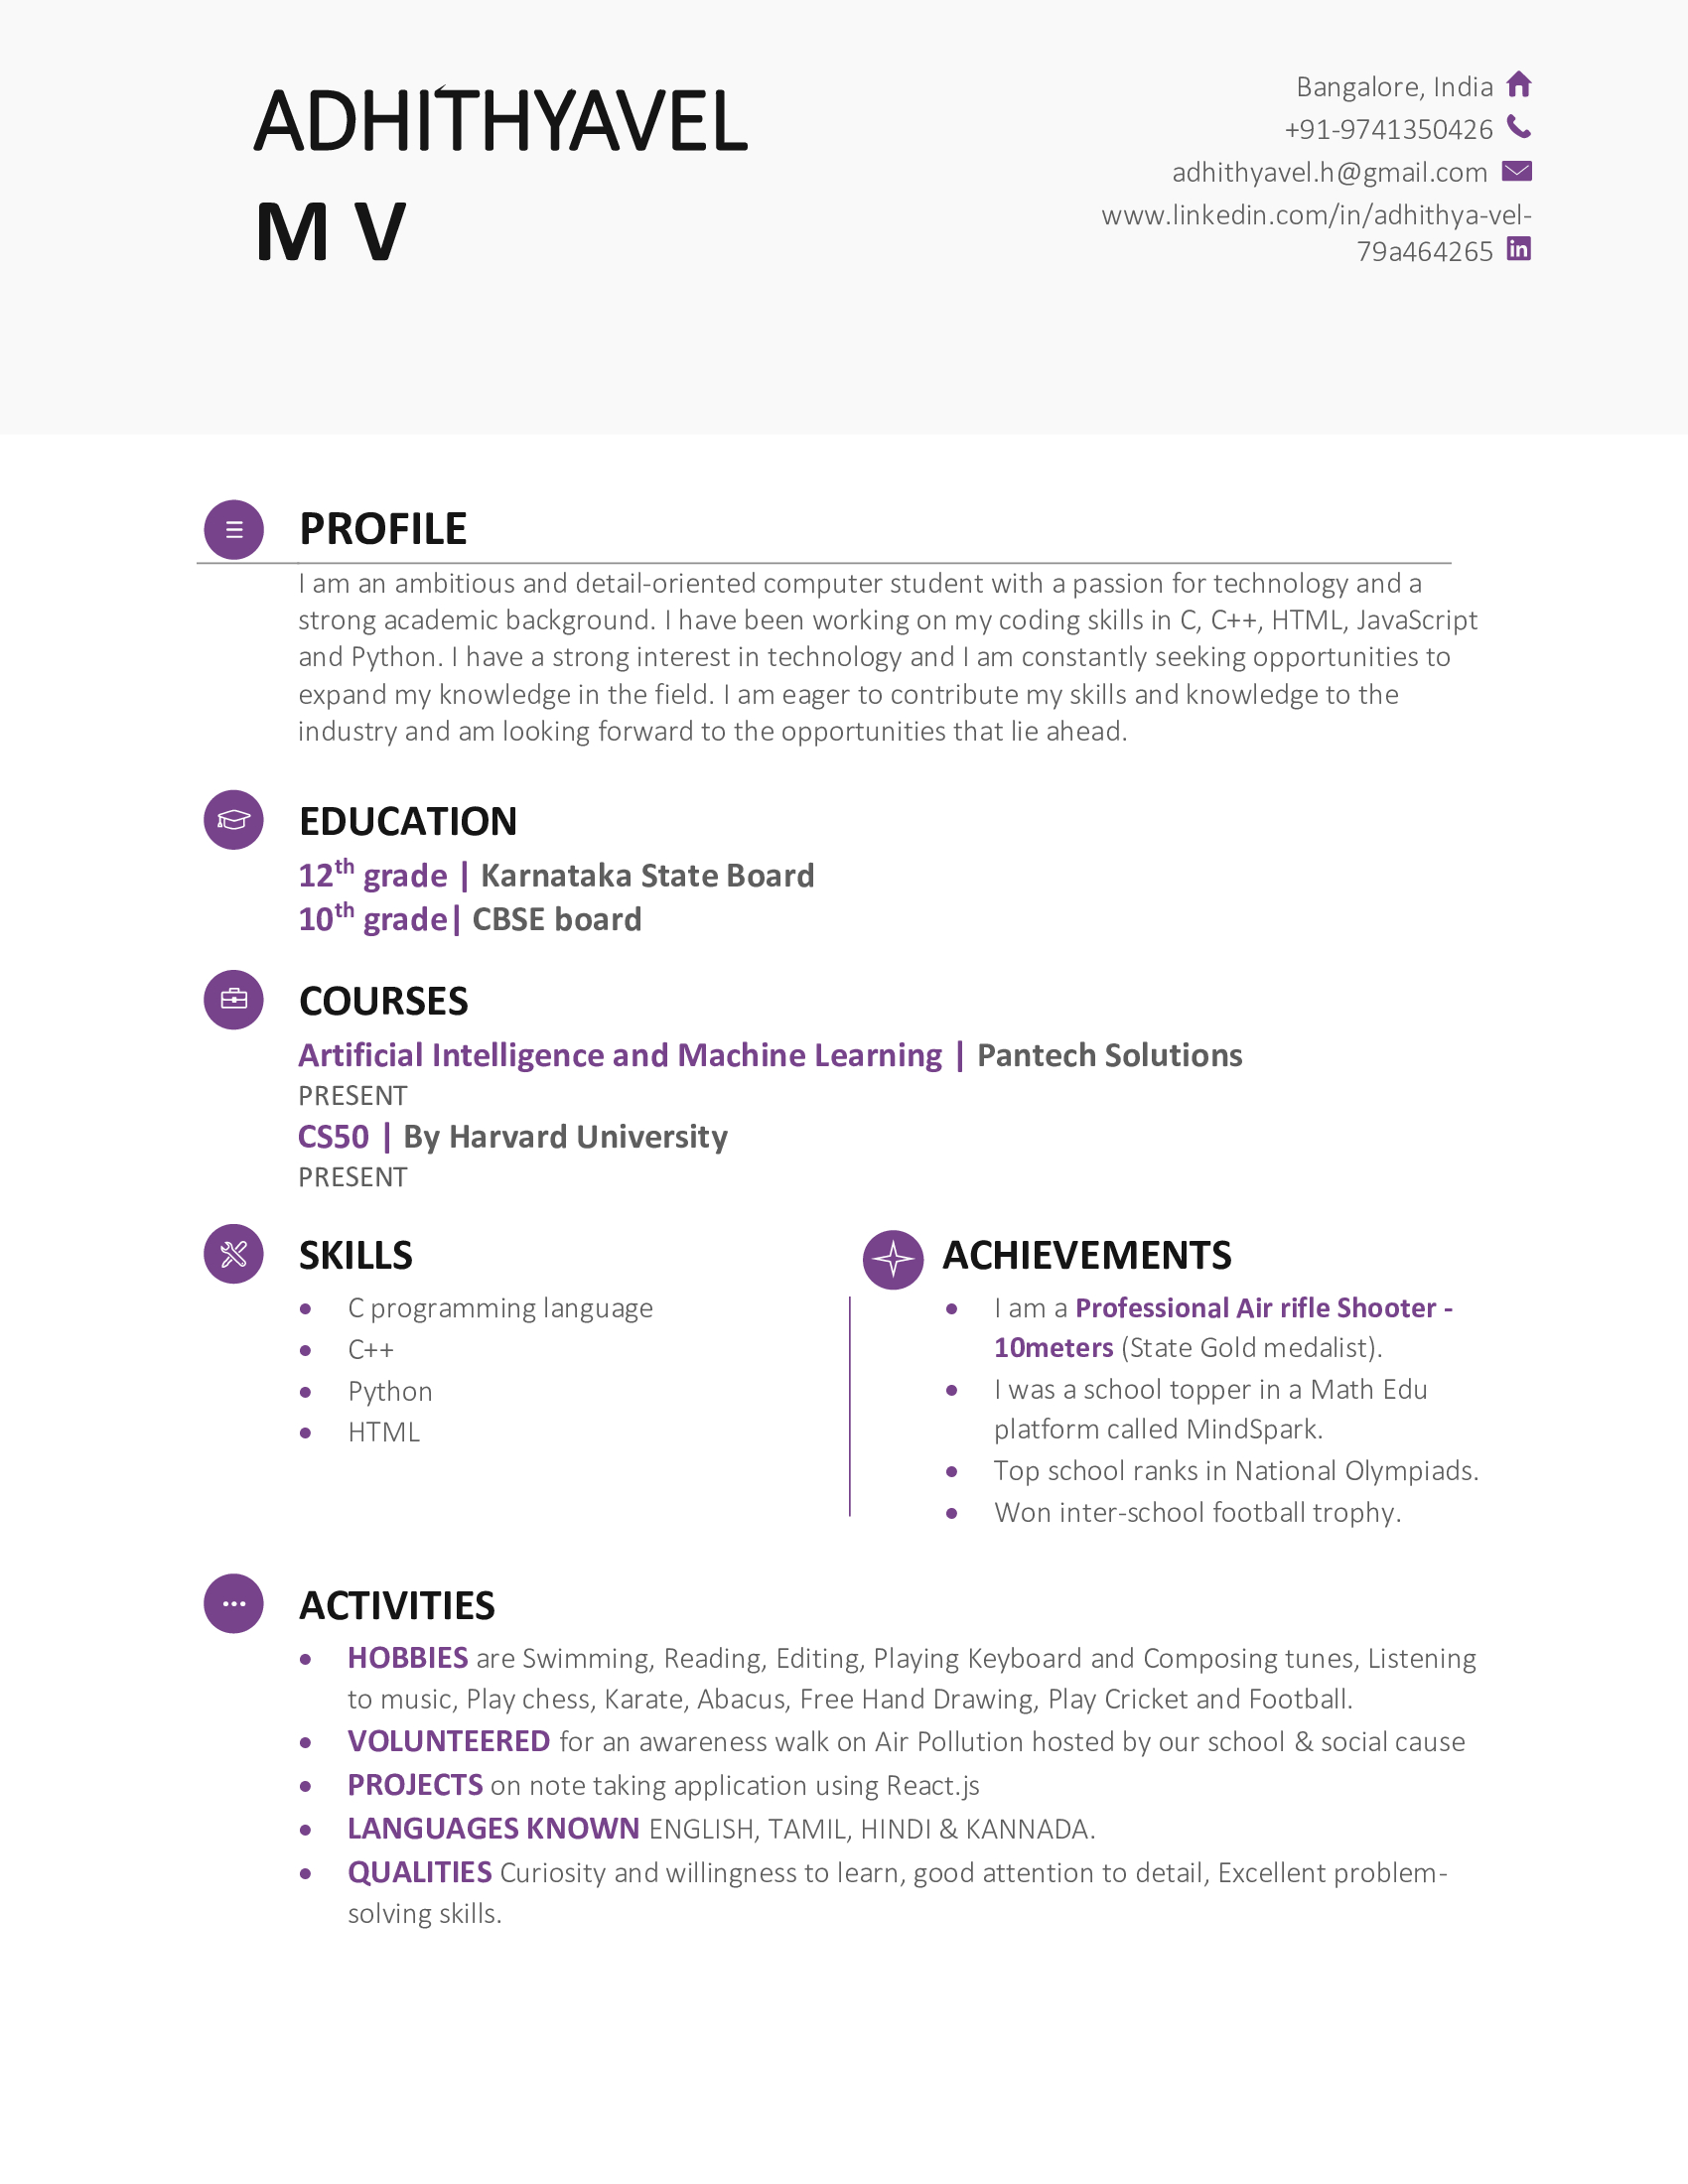 ADHITHYAVEL
M V
Bangalore, India
+91-9741350426
adhithyavel.h@gmail.com
www.linkedin.com/in/adhithya-vel-
79a464265
PROFILE
I am an ambitious and detail-oriented computer student with a passion for technology and a
strong academic background. I have been working on my coding skills in C, C++, HTML, JavaScript
and Python. I have a strong interest in technology and I am constantly seeking opportunities to
expand my knowledge in the field. I am eager to contribute my skills and knowledge to the
industry and am looking forward to the opportunities that lie ahead.
EDUCATION
12th grade | Karnataka State Board
10th grade| CBSE board
COURSES
Artificial Intelligence and Machine Learning | Pantech Solutions
PRESENT
CS50 | By Harvard University
PRESENT
SKILLS
• C programming language
• C++
• Python
• HTML
ACHIEVEMENTS
• I am a Professional Air rifle Shooter -
10meters (State Gold medalist).
• I was a school topper in a Math Edu
platform called MindSpark.
• Top school ranks in National Olympiads.
• Won inter-school football trophy.
ACTIVITIES
• HOBBIES are Swimming, Reading, Editing, Playing Keyboard and Composing tunes, Listening
to music, Play chess, Karate, Abacus, Free Hand Drawing, Play Cricket and Football.
• VOLUNTEERED for an awareness walk on Air Pollution hosted by our school & social cause
• PROJECTS on note taking application using React.js
• LANGUAGES KNOWN ENGLISH, TAMIL, HINDI & KANNADA.
• QUALITIES Curiosity and willingness to learn, good attention to detail, Excellent problem-
solving skills.